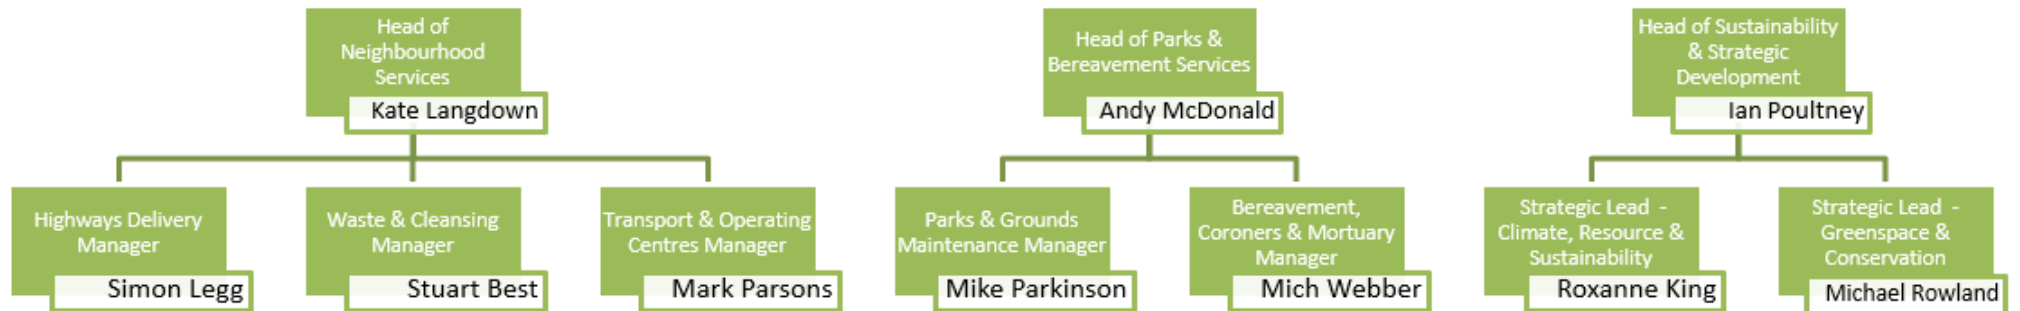 Head of
Neighbourhood
Services
Kate Langdown
Head of Parks &
Bereavement Services
Andy McDonald
Head of Sustainability
& Strategic
Development
Ian Poultney
Highways Delivery
Manager
Simon Legg
Waste & Cleansing
Manager
Stuart Best
Transport & Operating
Centres Manager
Mark Parsons
Parks & Grounds
Maintenance Manager
Mike Parkinson
Bereavement,
Coroners & Mortuary
Manager
Mich Webber
Strategic Lead -
Climate, Resource &
Sustainability
Roxanne King
Strategic Lead -
Greenspace &
Conservation
Michael Rowland